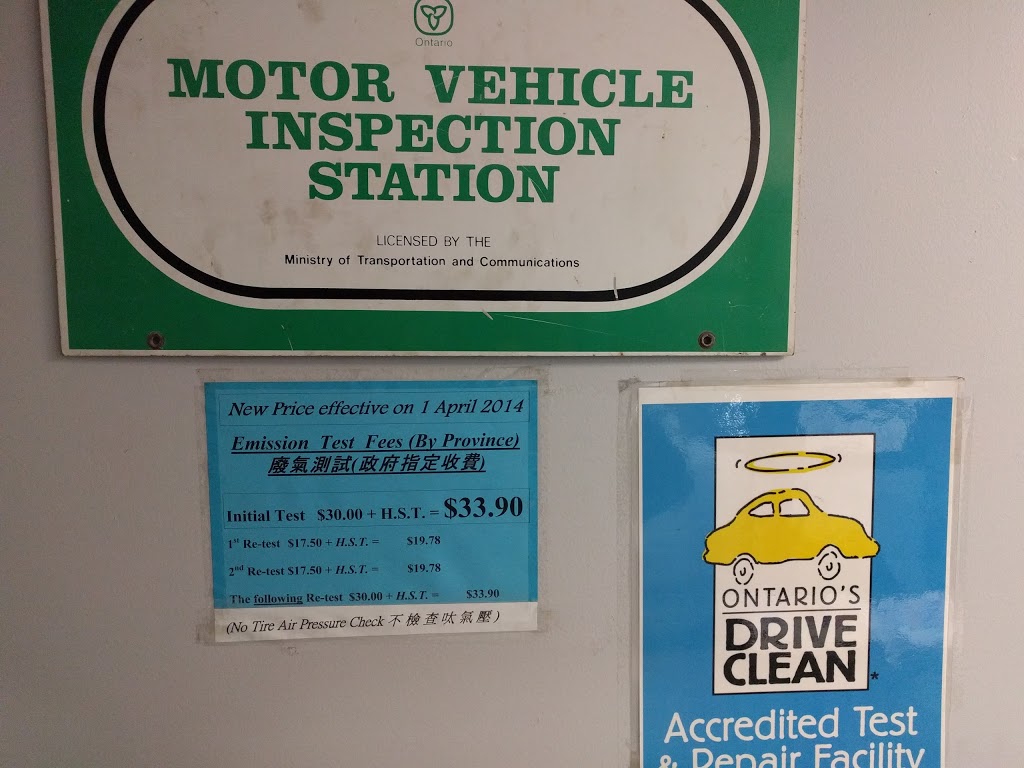 Ontario
MOTOR VEHICLE
INSPECTION
STATION
LICENSED BY THE
Ministry of Transportation and Communications
New Price effective on 1 April 2014
Emission Test Fees (By Province)
廢氣測試(政府指定收費)
Initial Test $30.00 + H.S.T. = $33.90
1st Re-test $17.50 + H.S.T. = $19.78
2nd Re-test $17.50 + H.S.T. = $19.78
The following Re-test $30.00 + H.S.T. = $33.90
(No Tire Air Pressure Check 不檢查呔氣壓)
ONTARIO'S
DRIVE
CLEAN*
Accredited Test
& Repair Facility